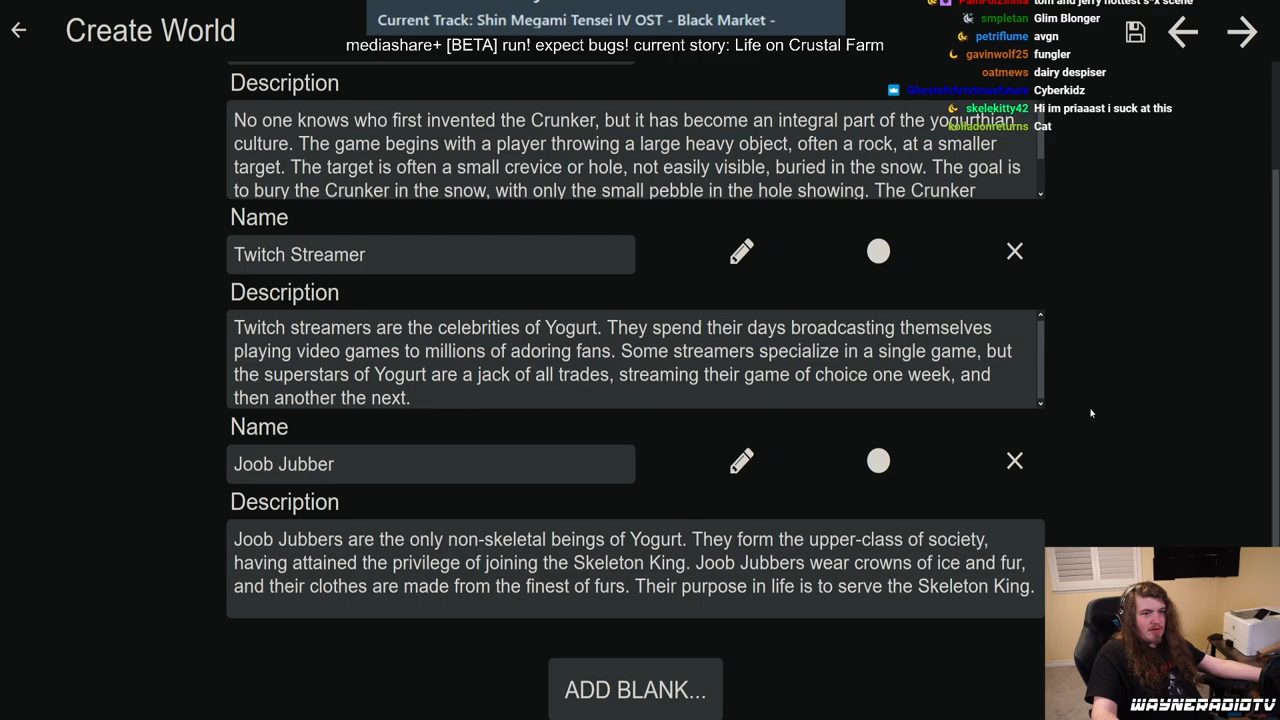 Create World
Current Track: Shin Megami Tensei IV OST - Black Market -
mediashare+ [BETA] run! expect bugs! current story: Life on Crustal Farm
tom and jerry hottest s*x scene
smpletan Glim Blonger
petriflume avgn
gavinwolf25 fungler
oatmews dairy despiser
Ghostofchristmasfuture Cyberkidz
skelekitty42 Hi im priaaast i suck at this
Cat
Description
No one knows who first invented the Crunker, but it has become an integral part of the yogurthian
culture. The game begins with a player throwing a large heavy object, often a rock, at a smaller
target. The target is often a small crevice or hole, not easily visible, buried in the snow. The goal is
to bury the Crunker in the snow, with only the small pebble in the hole showing. The Crunker
Name
Twitch Streamer
Description
Twitch streamers are the celebrities of Yogurt. They spend their days broadcasting themselves
playing video games to millions of adoring fans. Some streamers specialize in a single game, but
the superstars of Yogurt are a jack of all trades, streaming their game of choice one week, and
then another the next.
Name
Joob Jubber
Description
Joob Jubbers are the only non-skeletal beings of Yogurt. They form the upper-class of society,
having attained the privilege of joining the Skeleton King. Joob Jubbers wear crowns of ice and fur,
and their clothes are made from the finest of furs. Their purpose in life is to serve the Skeleton King.
ADD BLANK...
WAYNERADIOTV